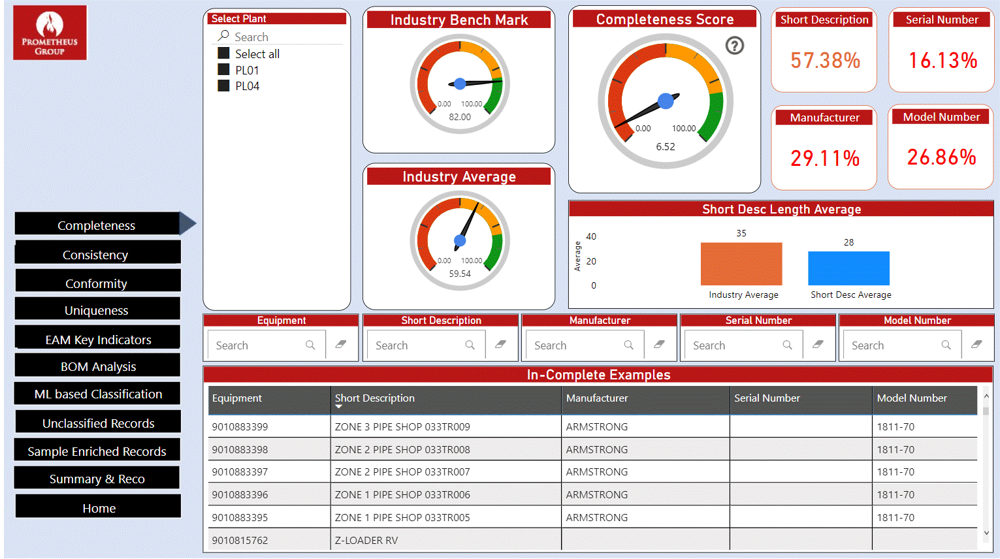 PROMETHEUS
GROUP
Completeness
Consistency
Conformity
Uniqueness
EAM Key Indicators
BOM Analysis
ML based Classification
Unclassified Records
Sample Enriched Records
Summary & Reco
Home
Select Plant
Search
Select all
PL01
PL04
Industry Bench Mark
0.00 100.00
82.00
Industry Average
0.00 100.00
59.54
Completeness Score
?
0.00 100.00
6.52
Short Description
57.38%
Serial Number
16.13%
Manufacturer
29.11%
Model Number
26.86%
Short Desc Length Average
Average
40
20
0
35
28
Industry Average
Short Desc Average
Equipment
Search
Short Description
Search
Manufacturer
Search
Serial Number
Search
Model Number
Search
In-Complete Examples
Equipment Short Description Manufacturer Serial Number Model Number
9010883399 ZONE 3 PIPE SHOP 033TR009 ARMSTRONG 1811-70
9010883398 ZONE 2 PIPE SHOP 033TR008 ARMSTRONG 1811-70
9010883397 ZONE 2 PIPE SHOP 033TR007 ARMSTRONG 1811-70
9010883396 ZONE 1 PIPE SHOP 033TR006 ARMSTRONG 1811-70
9010883395 ZONE 1 PIPE SHOP 033TR005 ARMSTRONG 1811-70
9010815762 Z-LOADER RV